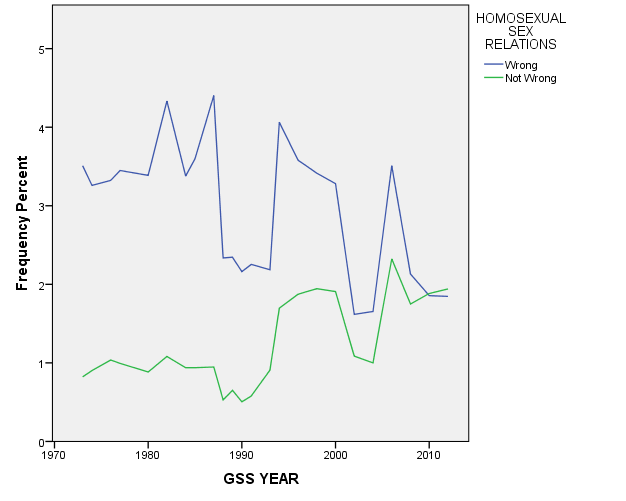 HOMOSEXUAL
SEX
RELATIONS
Wrong
Not Wrong
Frequency Percent
5
4
3
2
1
0
1970 1980 1990 2000 2010
GSS YEAR